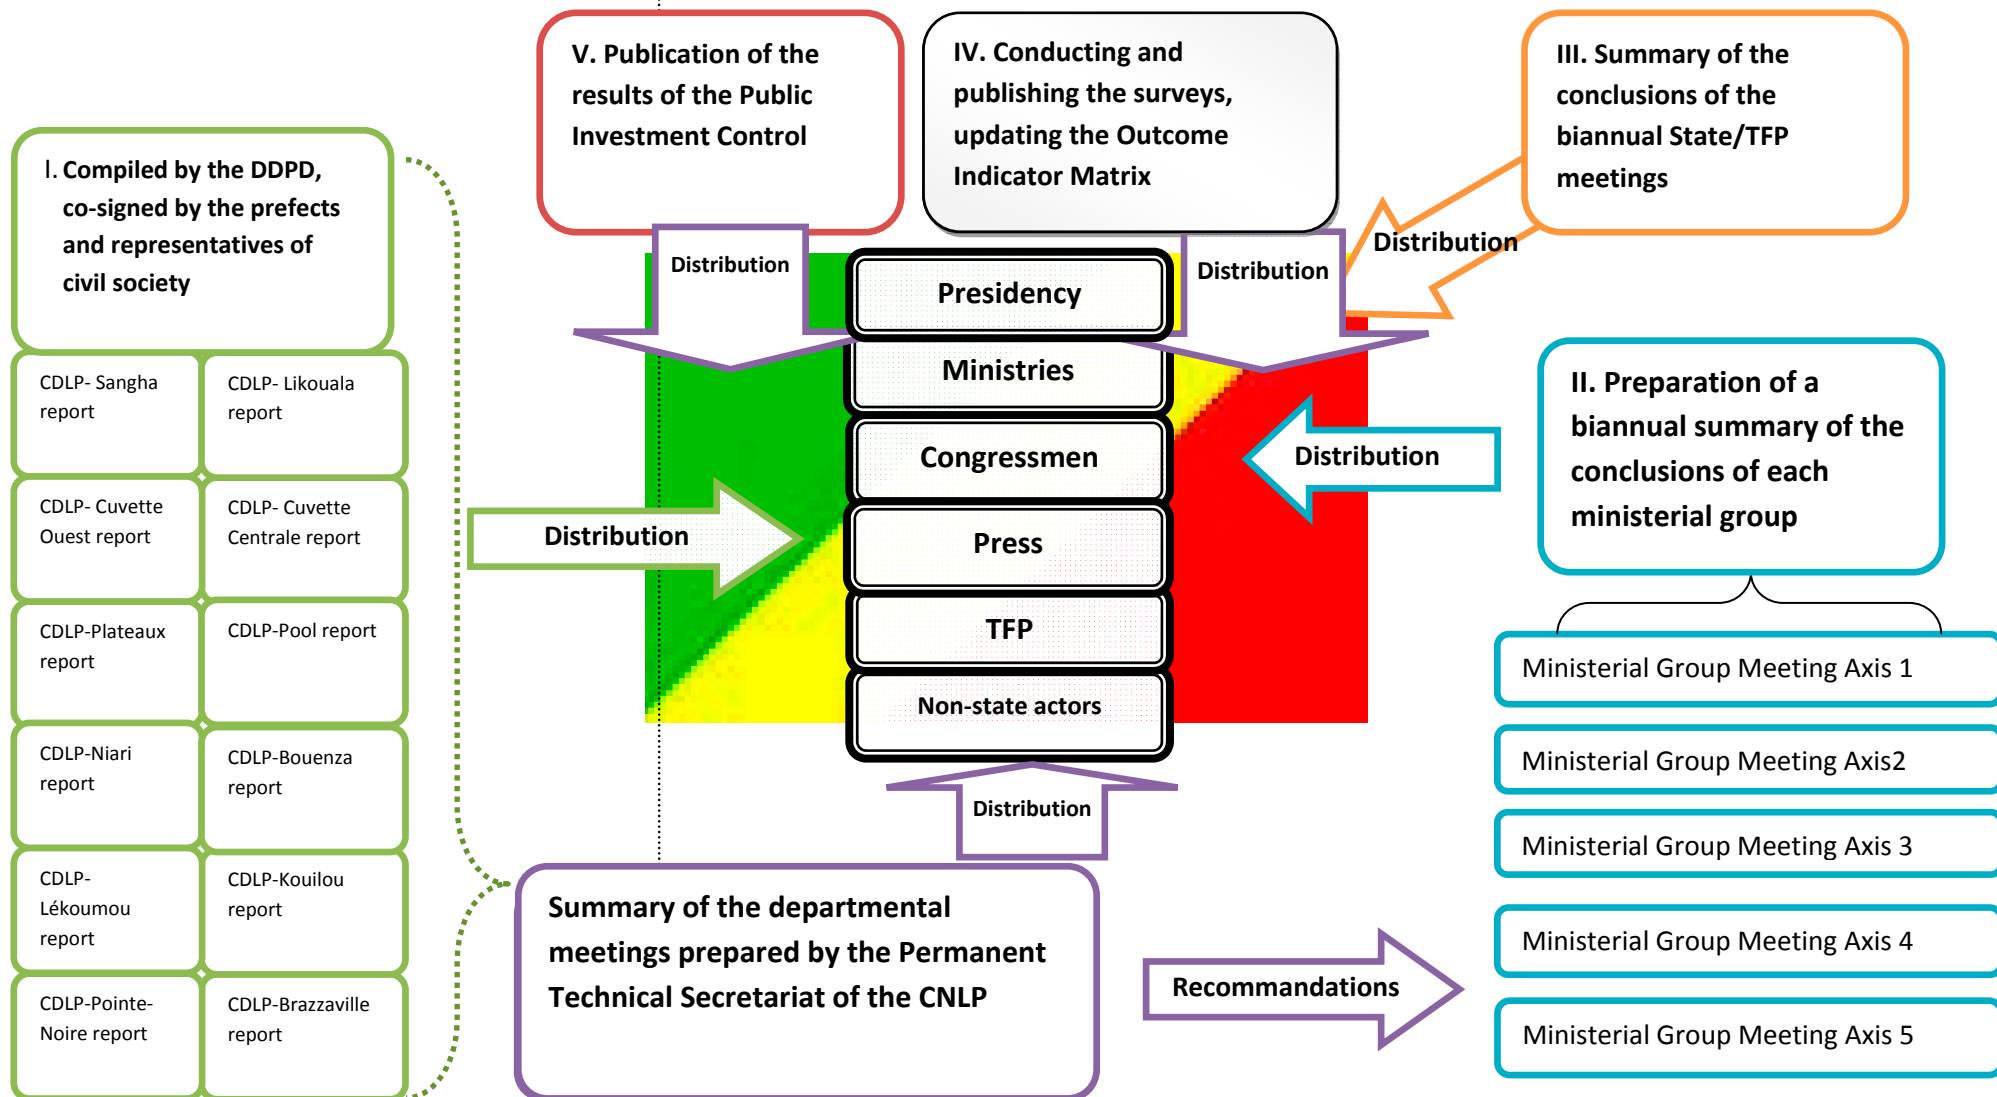 V. Publication of the
results of the Public
Investment Control
IV. Conducting and
publishing the surveys,
updating the Outcome
Indicator Matrix
III. Summary of the
conclusions of the
biannual State/TFP
meetings
I. Compiled by the DDPD,
co-signed by the prefects
and representatives of
civil society
CDLP- Sangha
report
CDLP- Likouala
report
CDLP- Cuvette
Ouest report
CDLP- Cuvette
Centrale report
CDLP-Plateaux
report
CDLP-Pool report
CDLP-Niari
report
CDLP-Bouenza
report
CDLP-
Lékoumou
report
CDLP-Kouilou
report
CDLP-Pointe-
Noire report
CDLP-Brazzaville
report
Distribution
Distribution
Distribution
Distribution
Distribution
Distribution
Presidency
Ministries
Congressmen
Press
TFP
Non-state actors
II. Preparation of a
biannual summary of the
conclusions of each
ministerial group
Ministerial Group Meeting Axis 1
Ministerial Group Meeting Axis2
Ministerial Group Meeting Axis 3
Ministerial Group Meeting Axis 4
Ministerial Group Meeting Axis 5
Summary of the departmental
meetings prepared by the Permanent
Technical Secretariat of the CNLP
Recommandations